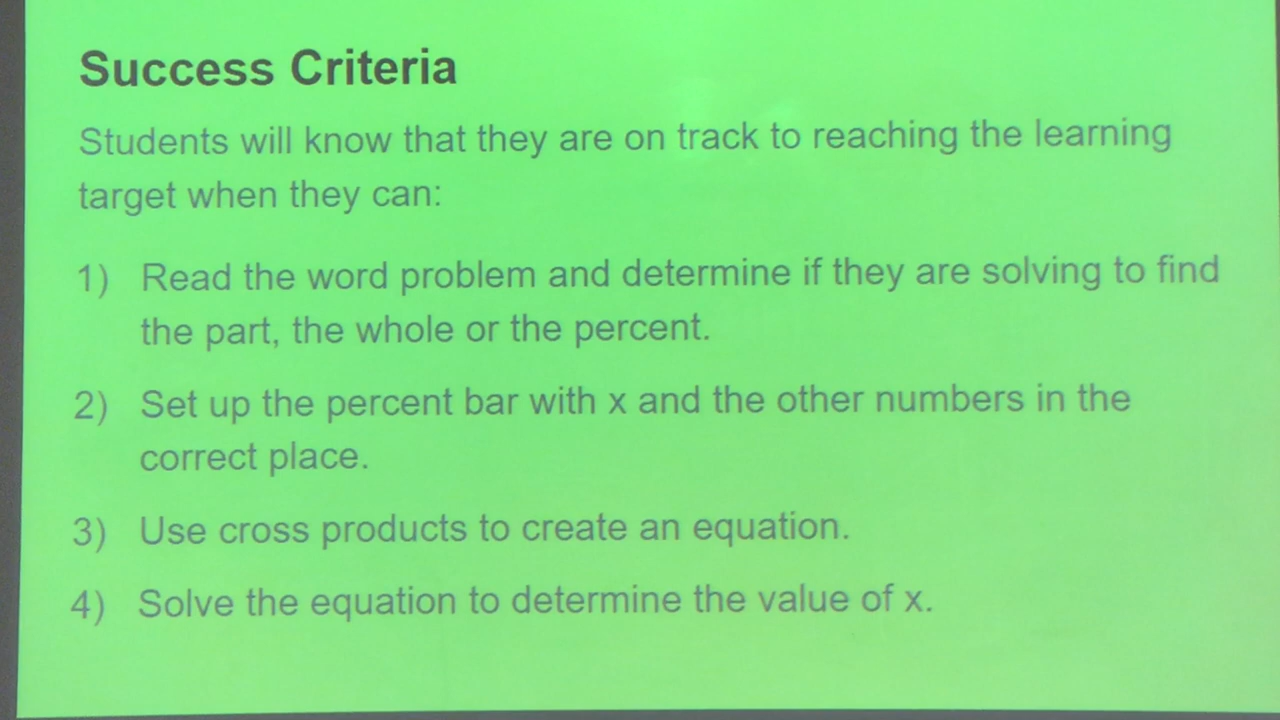 Success Criteria
Students will know that they are on track to reaching the learning
target when they can:
1) Read the word problem and determine if they are solving to find
the part, the whole or the percent.
2) Set up the percent bar with x and the other numbers in the
correct place.
3) Use cross products to create an equation.
4) Solve the equation to determine the value of x.